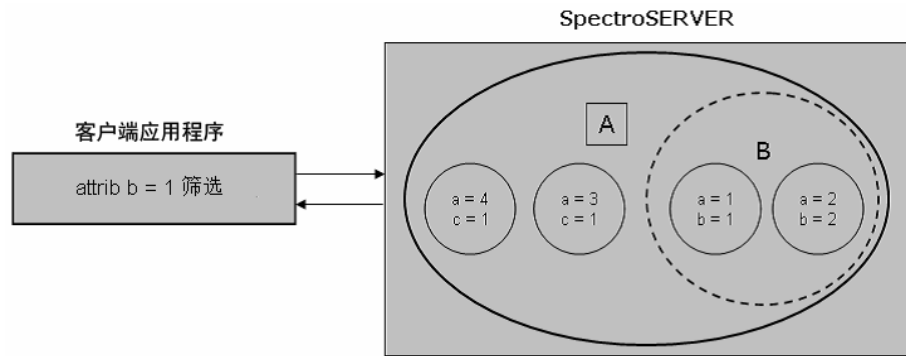 SpectroSERVER
客户端应用程序
attrib b = 1 筛选
A
B
a = 4
c = 1
a = 3
c = 1
a = 1
b = 1
a = 2
b = 2